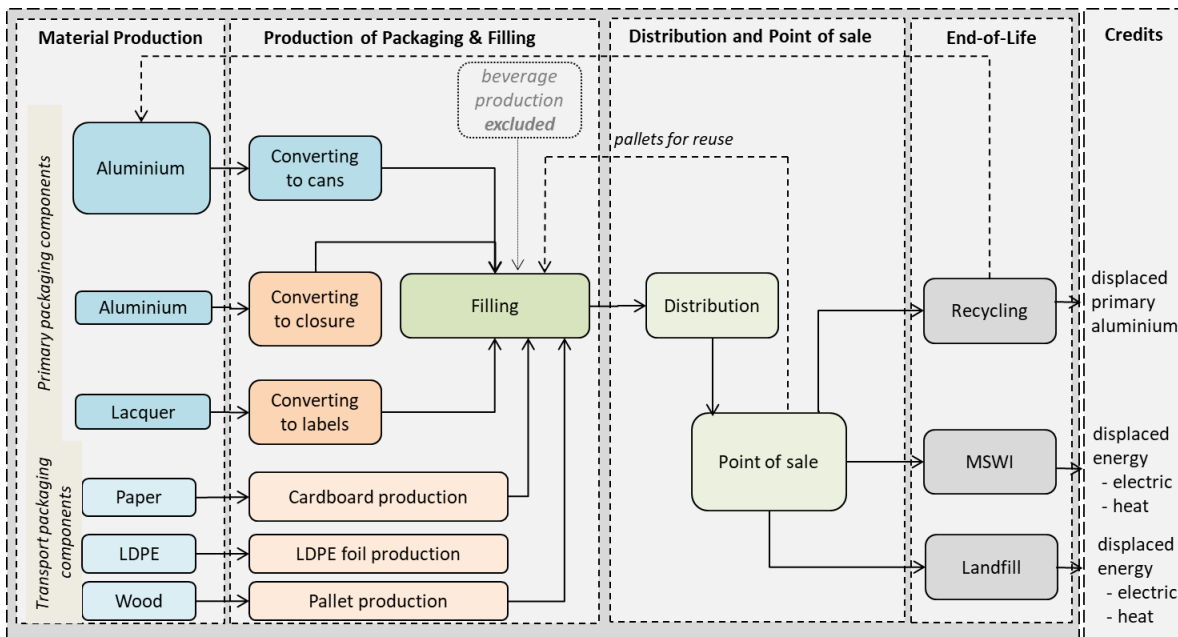 Material Production
Production of Packaging & Filling
Distribution and Point of sale
End-of-Life
Credits
Primary packaging components
Transport packaging
components
beverage
production
excluded
pallets for reuse
Aluminium
Converting
to cans
Aluminium
Converting
to closure
Filling
Distribution
Recycling
displaced
primary
aluminium
Lacquer
Converting
to labels
Point of sale
MSWI
displaced
energy
- electric
- heat
Paper
Cardboard production
LDPE
LDPE foil production
Landfill
displaced
energy
- electric
- heat
Wood
Pallet production